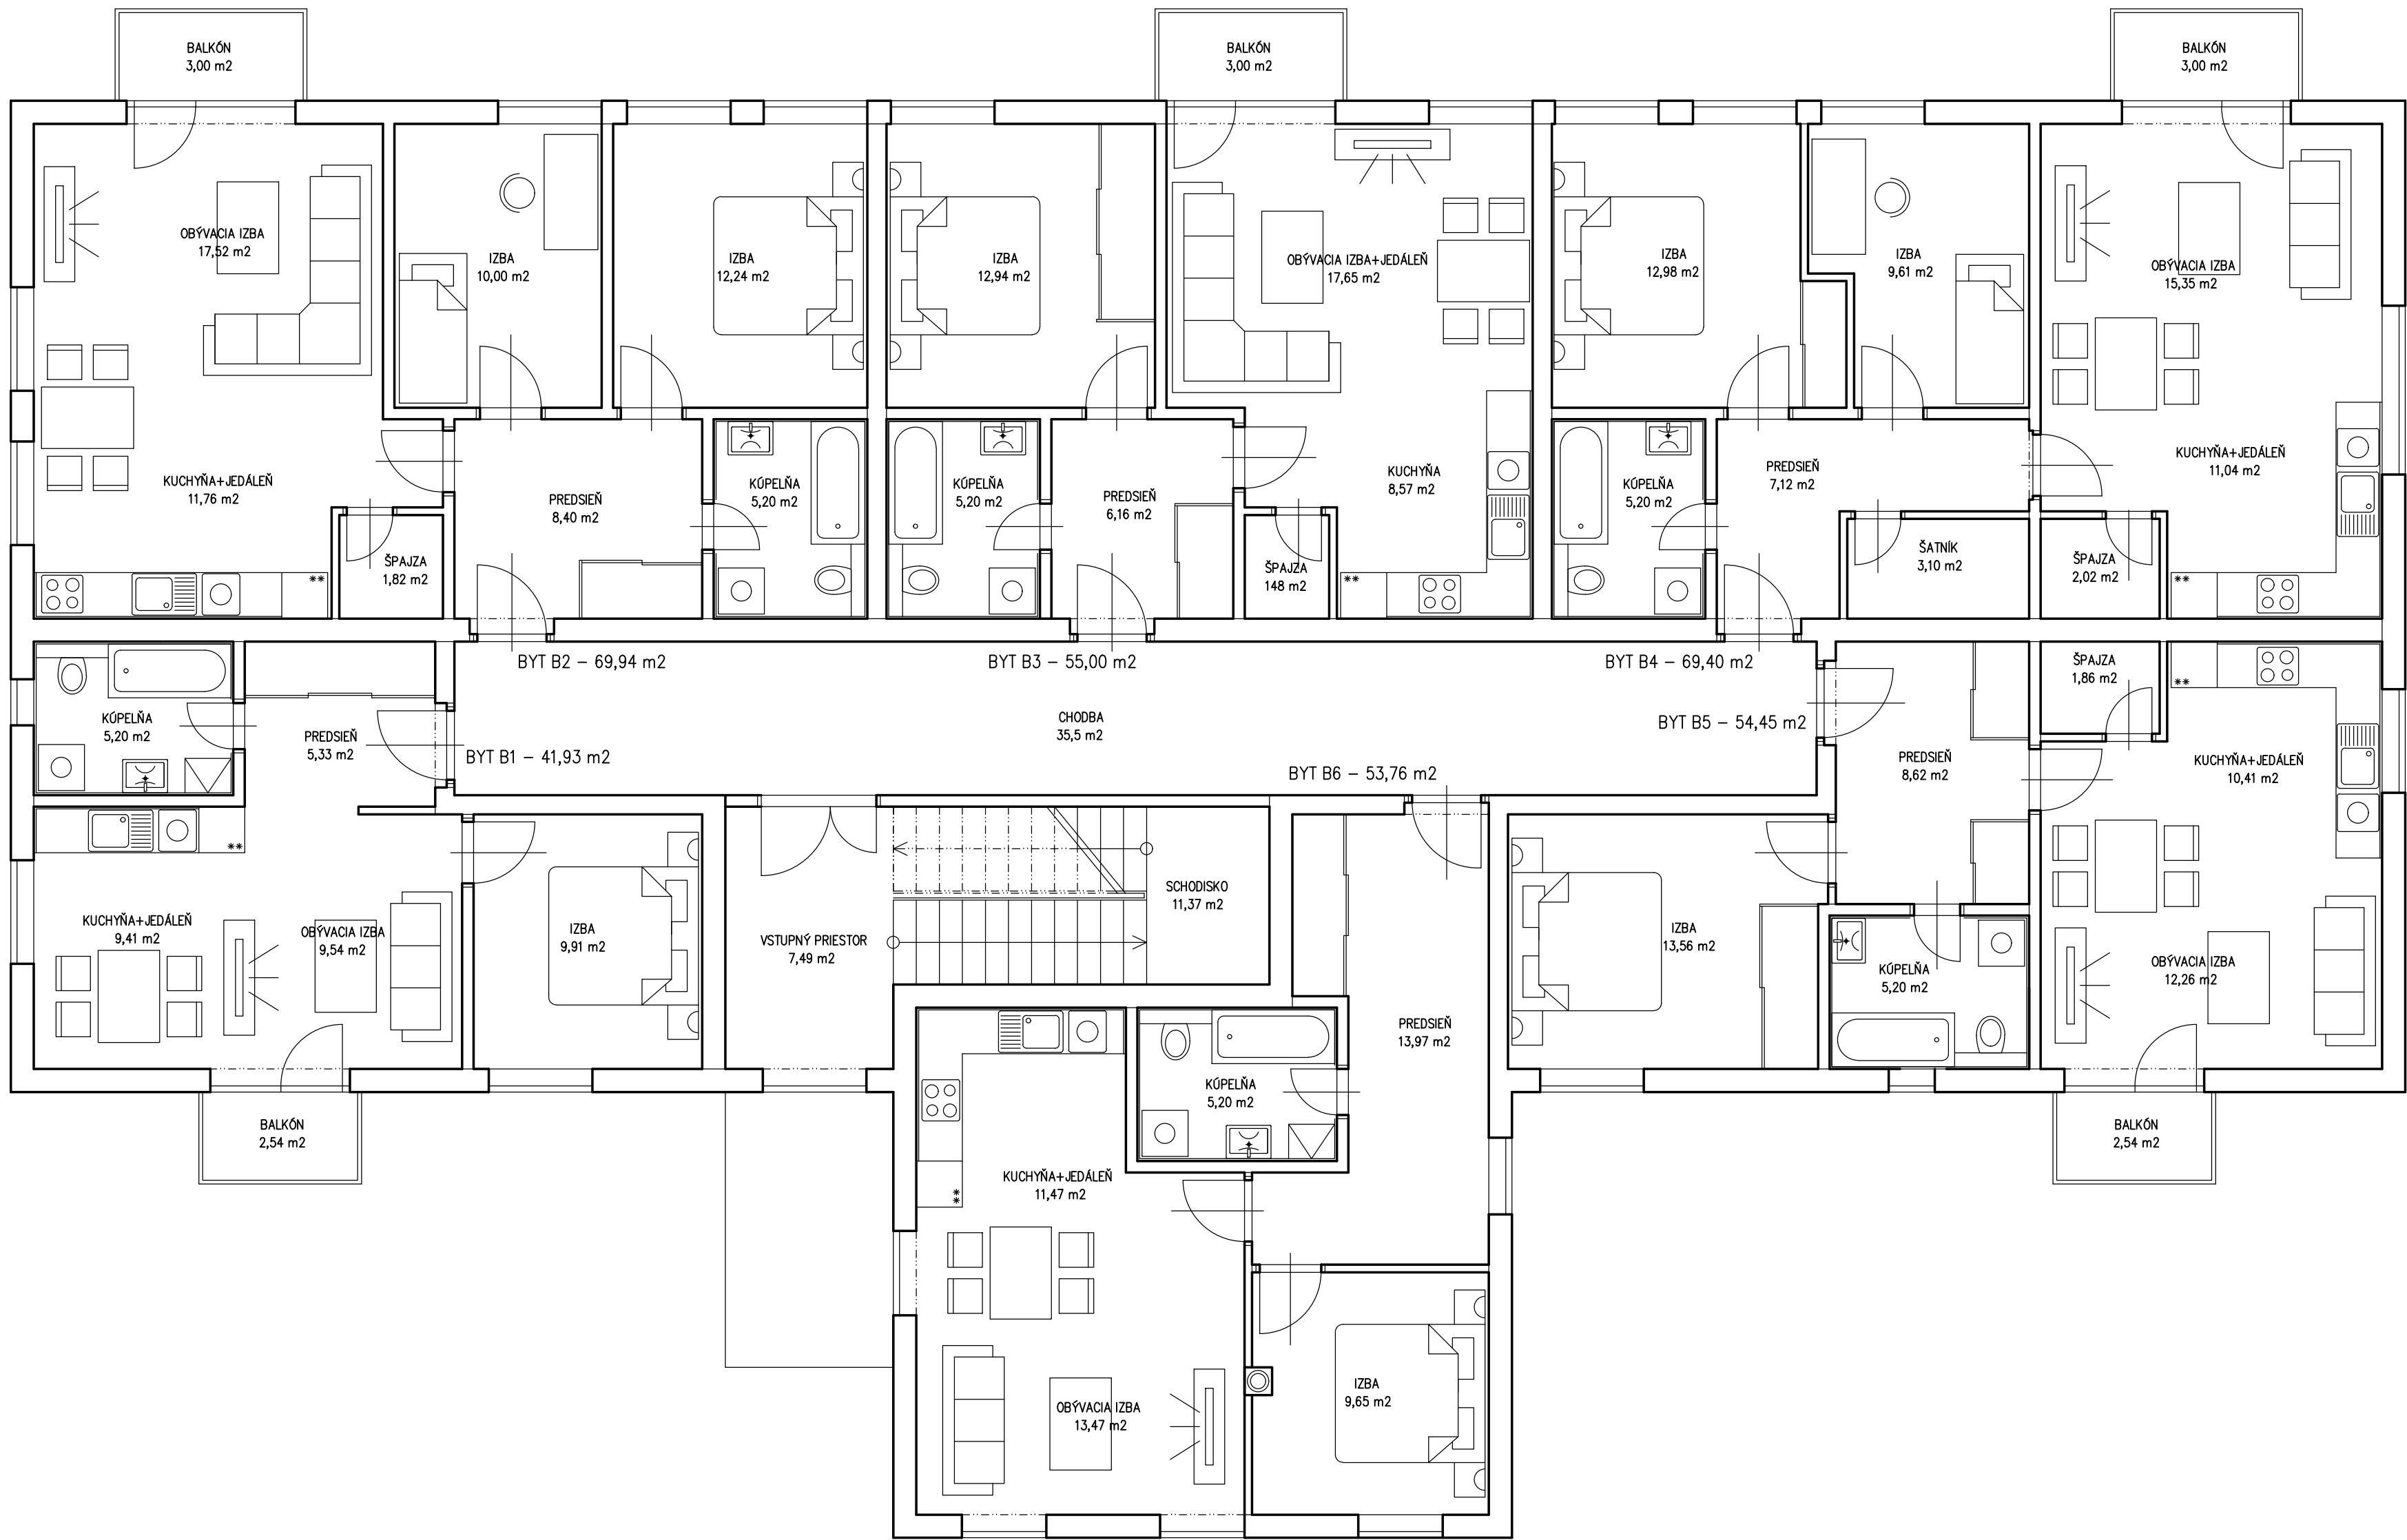 BALKÓN
3,00 m2
BALKÓN
3,00 m2
BALKÓN
3,00 m2
OBÝVACIA IZBA
17,52 m2
IZBA
10,00 m2
IZBA
12,24 m2
IZBA
12,94 m2
OBÝVACIA IZBA+JEDÁLEŇ
17,65 m2
IZBA
12,98 m2
IZBA
9,61 m2
OBÝVACIA IZBA
15,35 m2
KUCHYŇA+JEDÁLEŇ
11,76 m2
PREDSIEŇ
8,40 m2
KÚPELŇA
5,20 m2
KÚPELŇA
5,20 m2
PREDSIEŇ
6,16 m2
KUCHYŇA
8,57 m2
KÚPELŇA
5,20 m2
PREDSIEŇ
7,12 m2
KUCHYŇA+JEDÁLEŇ
11,04 m2
ŠPAJZA
1,82 m2
ŠPAJZA
148 m2
ŠATNÍK
3,10 m2
ŠPAJZA
2,02 m2
**
**
**
BYT B2 – 69,94 m2
BYT B3 – 55,00 m2
BYT B4 – 69,40 m2
ŠPAJZA
1,86 m2
**
KÚPELŇA
5,20 m2
PREDSIEŇ
5,33 m2
BYT B1 – 41,93 m2
CHODBA
35,5 m2
BYT B5 – 54,45 m2
BYT B6 – 53,76 m2
PREDSIEŇ
8,62 m2
KUCHYŇA+JEDÁLEŇ
10,41 m2
**
KUCHYŇA+JEDÁLEŇ
9,41 m2
OBÝVACIA IZBA
9,54 m2
IZBA
9,91 m2
VSTUPNÝ PRIESTOR
7,49 m2
SCHODISKO
11,37 m2
IZBA
13,56 m2
KÚPELŇA
5,20 m2
OBÝVACIA IZBA
12,26 m2
PREDSIEŇ
13,97 m2
KÚPELŇA
5,20 m2
BALKÓN
2,54 m2
BALKÓN
2,54 m2
KUCHYŇA+JEDÁLEŇ
11,47 m2
**
OBÝVACIA IZBA
13,47 m2
IZBA
9,65 m2